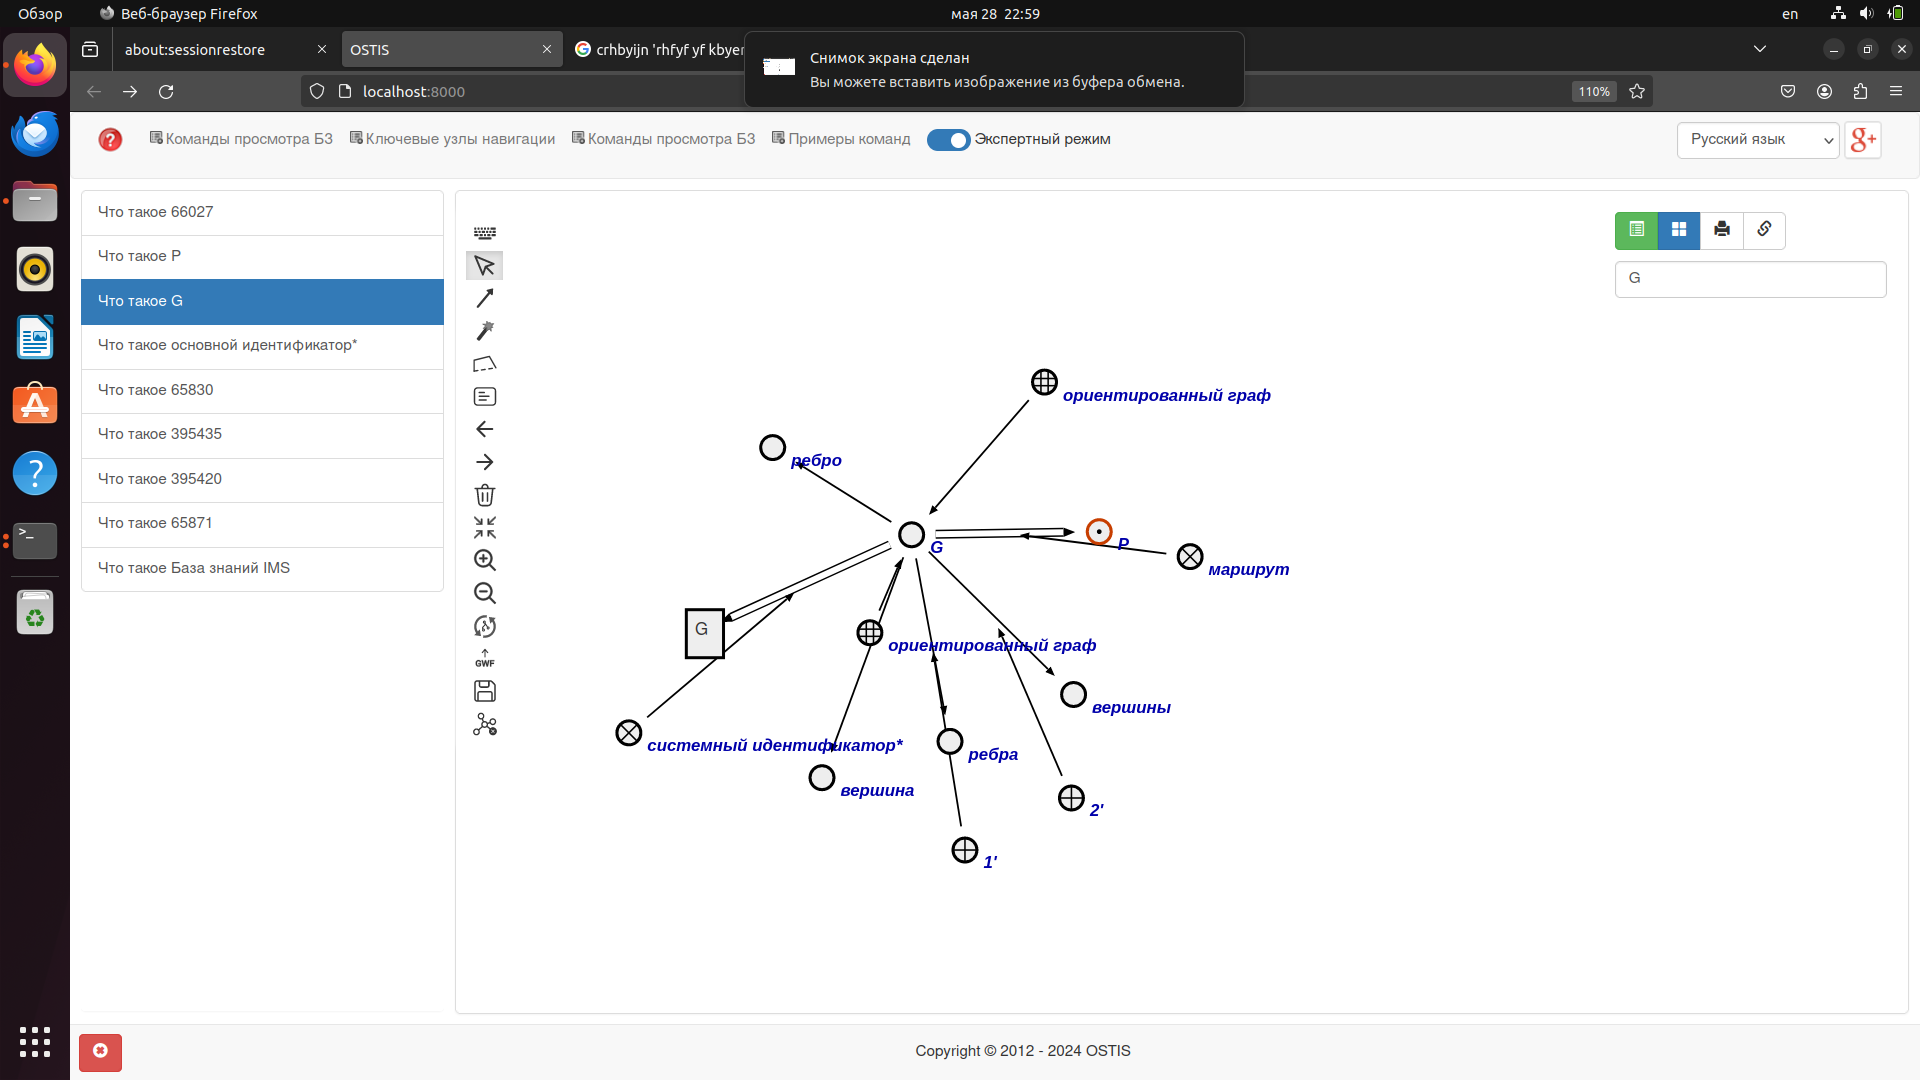 Обзор
Веб-браузер Firefox
мая 28 22:59
en
about:sessionrestore
OSTIS
crhbyijn 'rhfyf yf kbyer
Снимок экрана сделан
Вы можете вставить изображение из буфера обмена.
localhost:8000
110%
Команды просмотра БЗ
Ключевые узлы навигации
Команды просмотра БЗ
Примеры команд
Экспертный режим
Русский язык
g+
Что такое 66027
Что такое P
Что такое G
Что такое основной идентификатор*
Что такое 65830
Что такое 395435
Что такое 395420
Что такое 65871
Что такое База знаний IMS
GWF
G
ориентированный граф
ребро
G
P
маршрут
G
ориентированный граф
вершины
системный идентификатор*
ребра
вершина
2'
1'
Copyright © 2012 - 2024 OSTIS